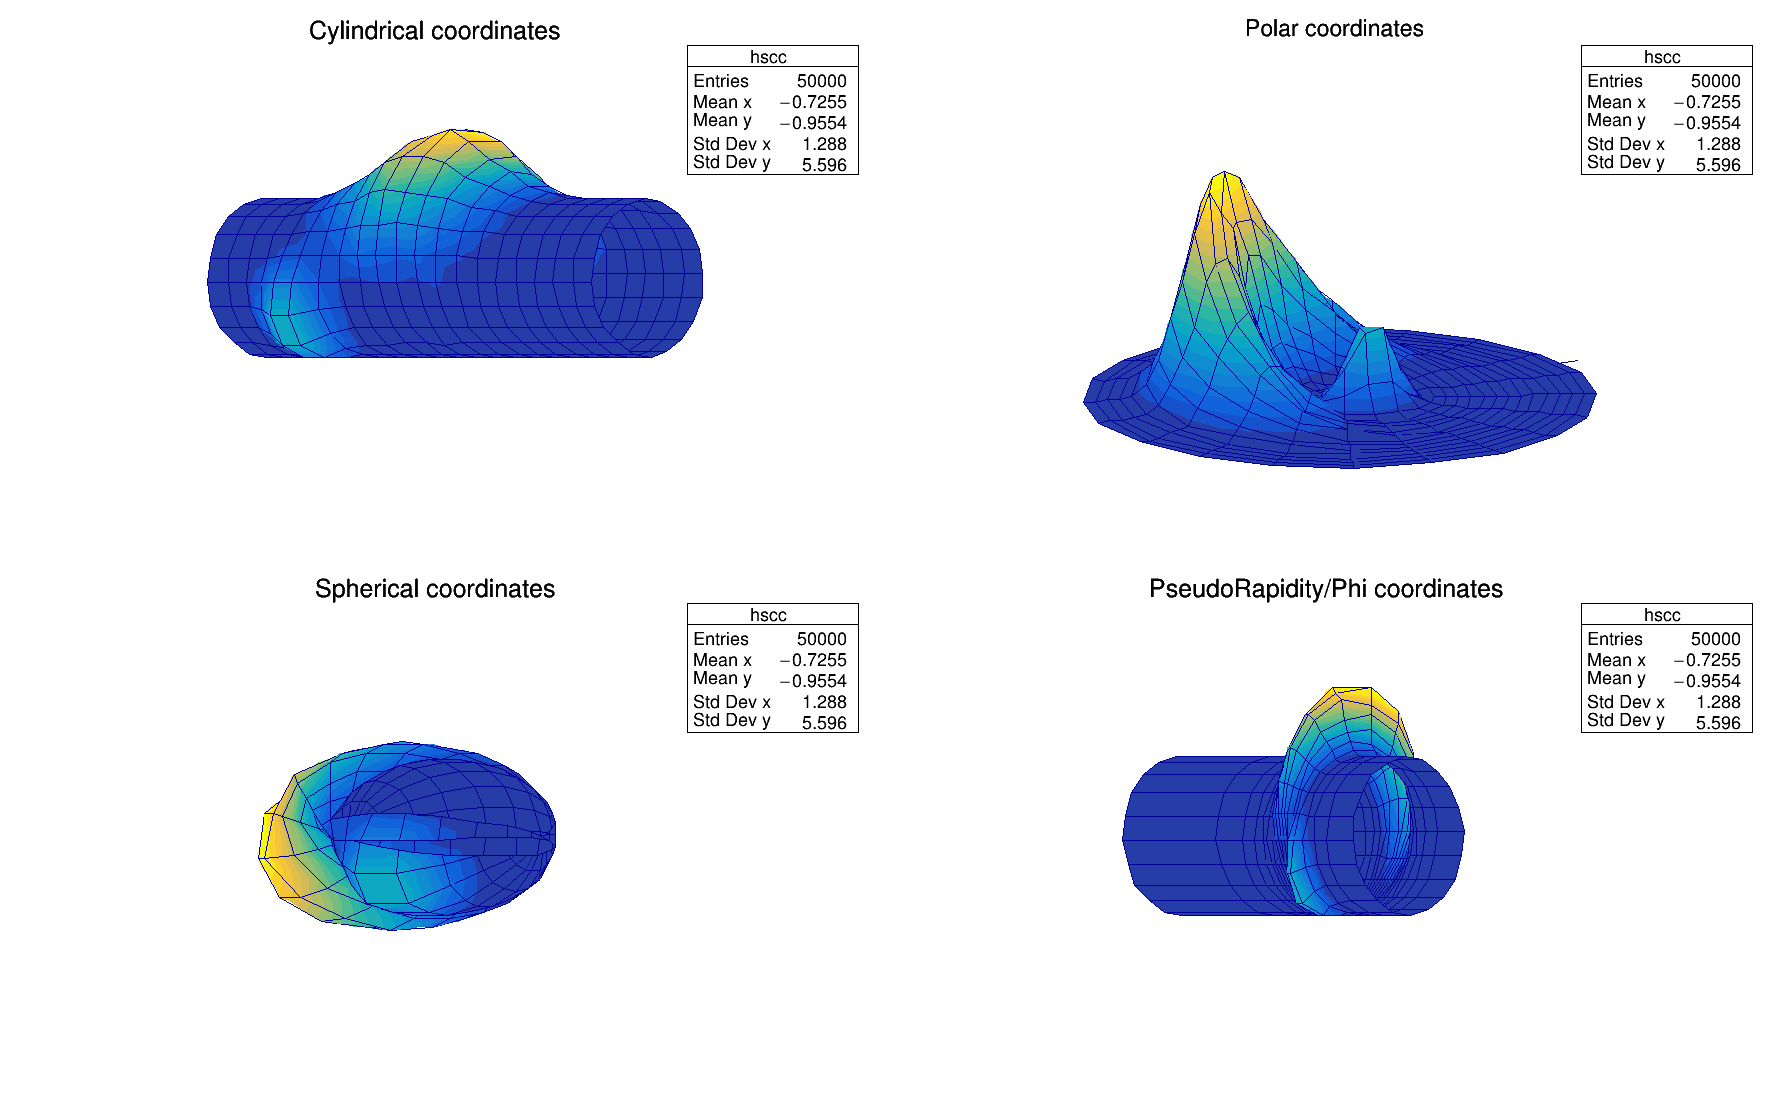 Cylindrical coordinates
hscc
Entries 50000
Mean x −0.7255
Mean y −0.9554
Std Dev x 1.288
Std Dev y 5.596
Polar coordinates
hscc
Entries 50000
Mean x −0.7255
Mean y −0.9554
Std Dev x 1.288
Std Dev y 5.596
Spherical coordinates
hscc
Entries 50000
Mean x −0.7255
Mean y −0.9554
Std Dev x 1.288
Std Dev y 5.596
PseudoRapidity/Phi coordinates
hscc
Entries 50000
Mean x −0.7255
Mean y −0.9554
Std Dev x 1.288
Std Dev y 5.596